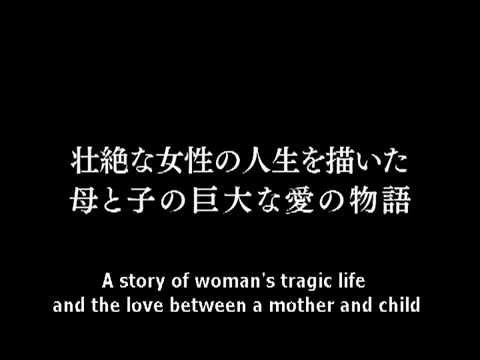 壮絶な女性の人生を描いた
母と子の巨大な愛の物語
A story of woman's tragic life
and the love between a mother and child